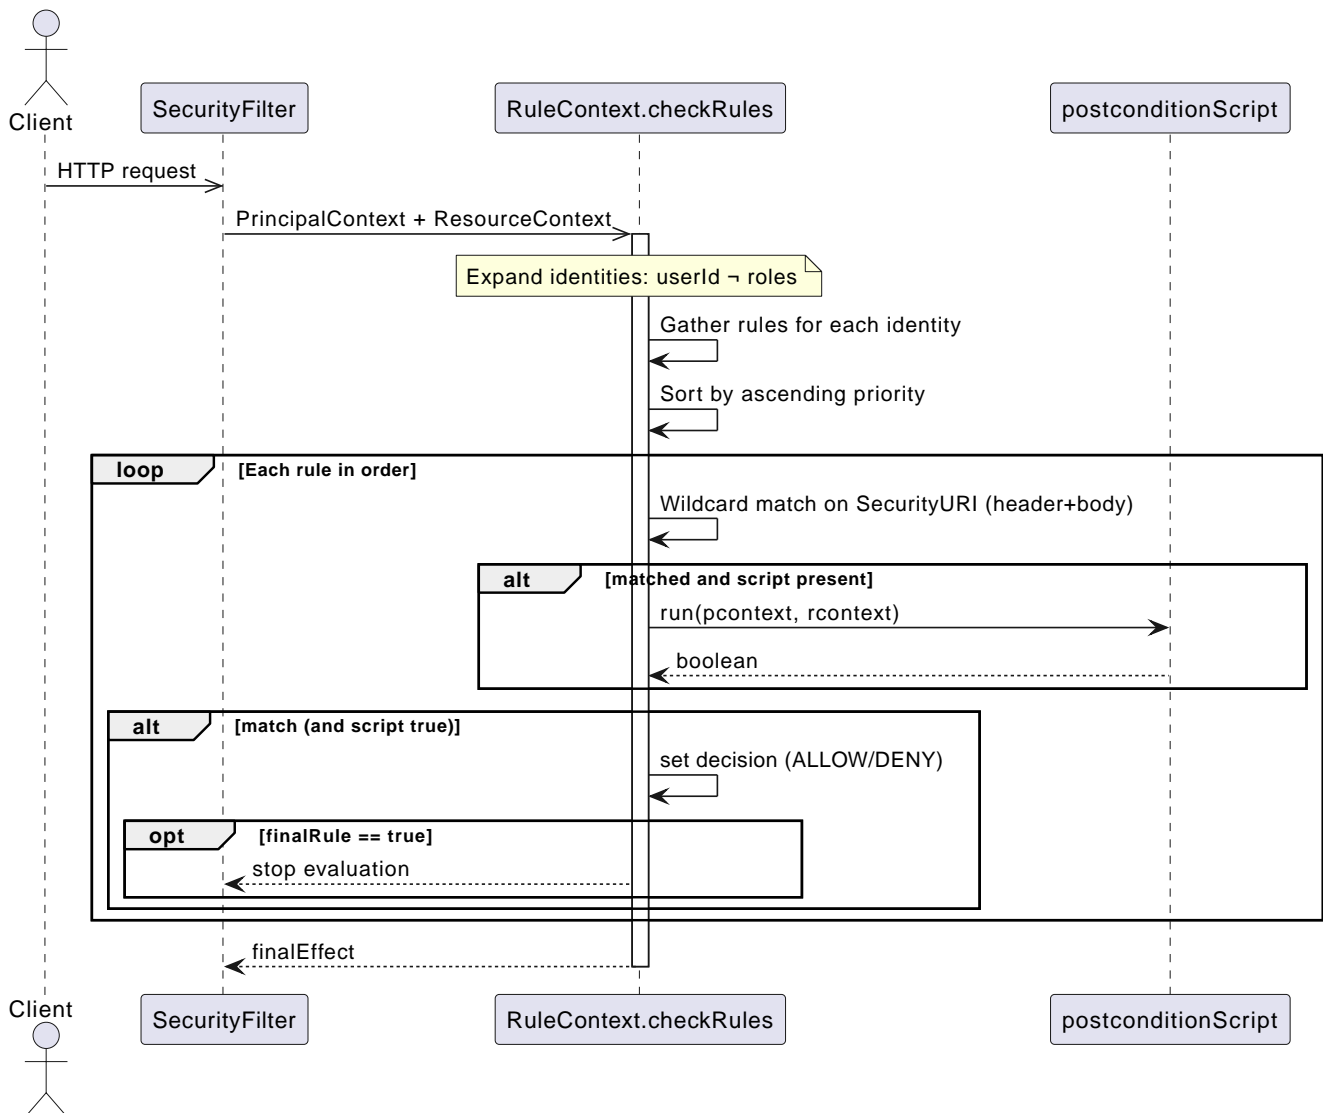 Client
SecurityFilter
RuleContext.checkRules
postconditionScript
HTTP request
PrincipalContext + ResourceContext
Expand identities: userId ¬ roles
Gather rules for each identity
Sort by ascending priority
loop [Each rule in order]
Wildcard match on SecurityURI (header+body)
alt [matched and script present]
run(pcontext, rcontext)
boolean
alt [match (and script true)]
set decision (ALLOW/DENY)
opt [finalRule == true]
stop evaluation
finalEffect
Client
SecurityFilter
RuleContext.checkRules
postconditionScript